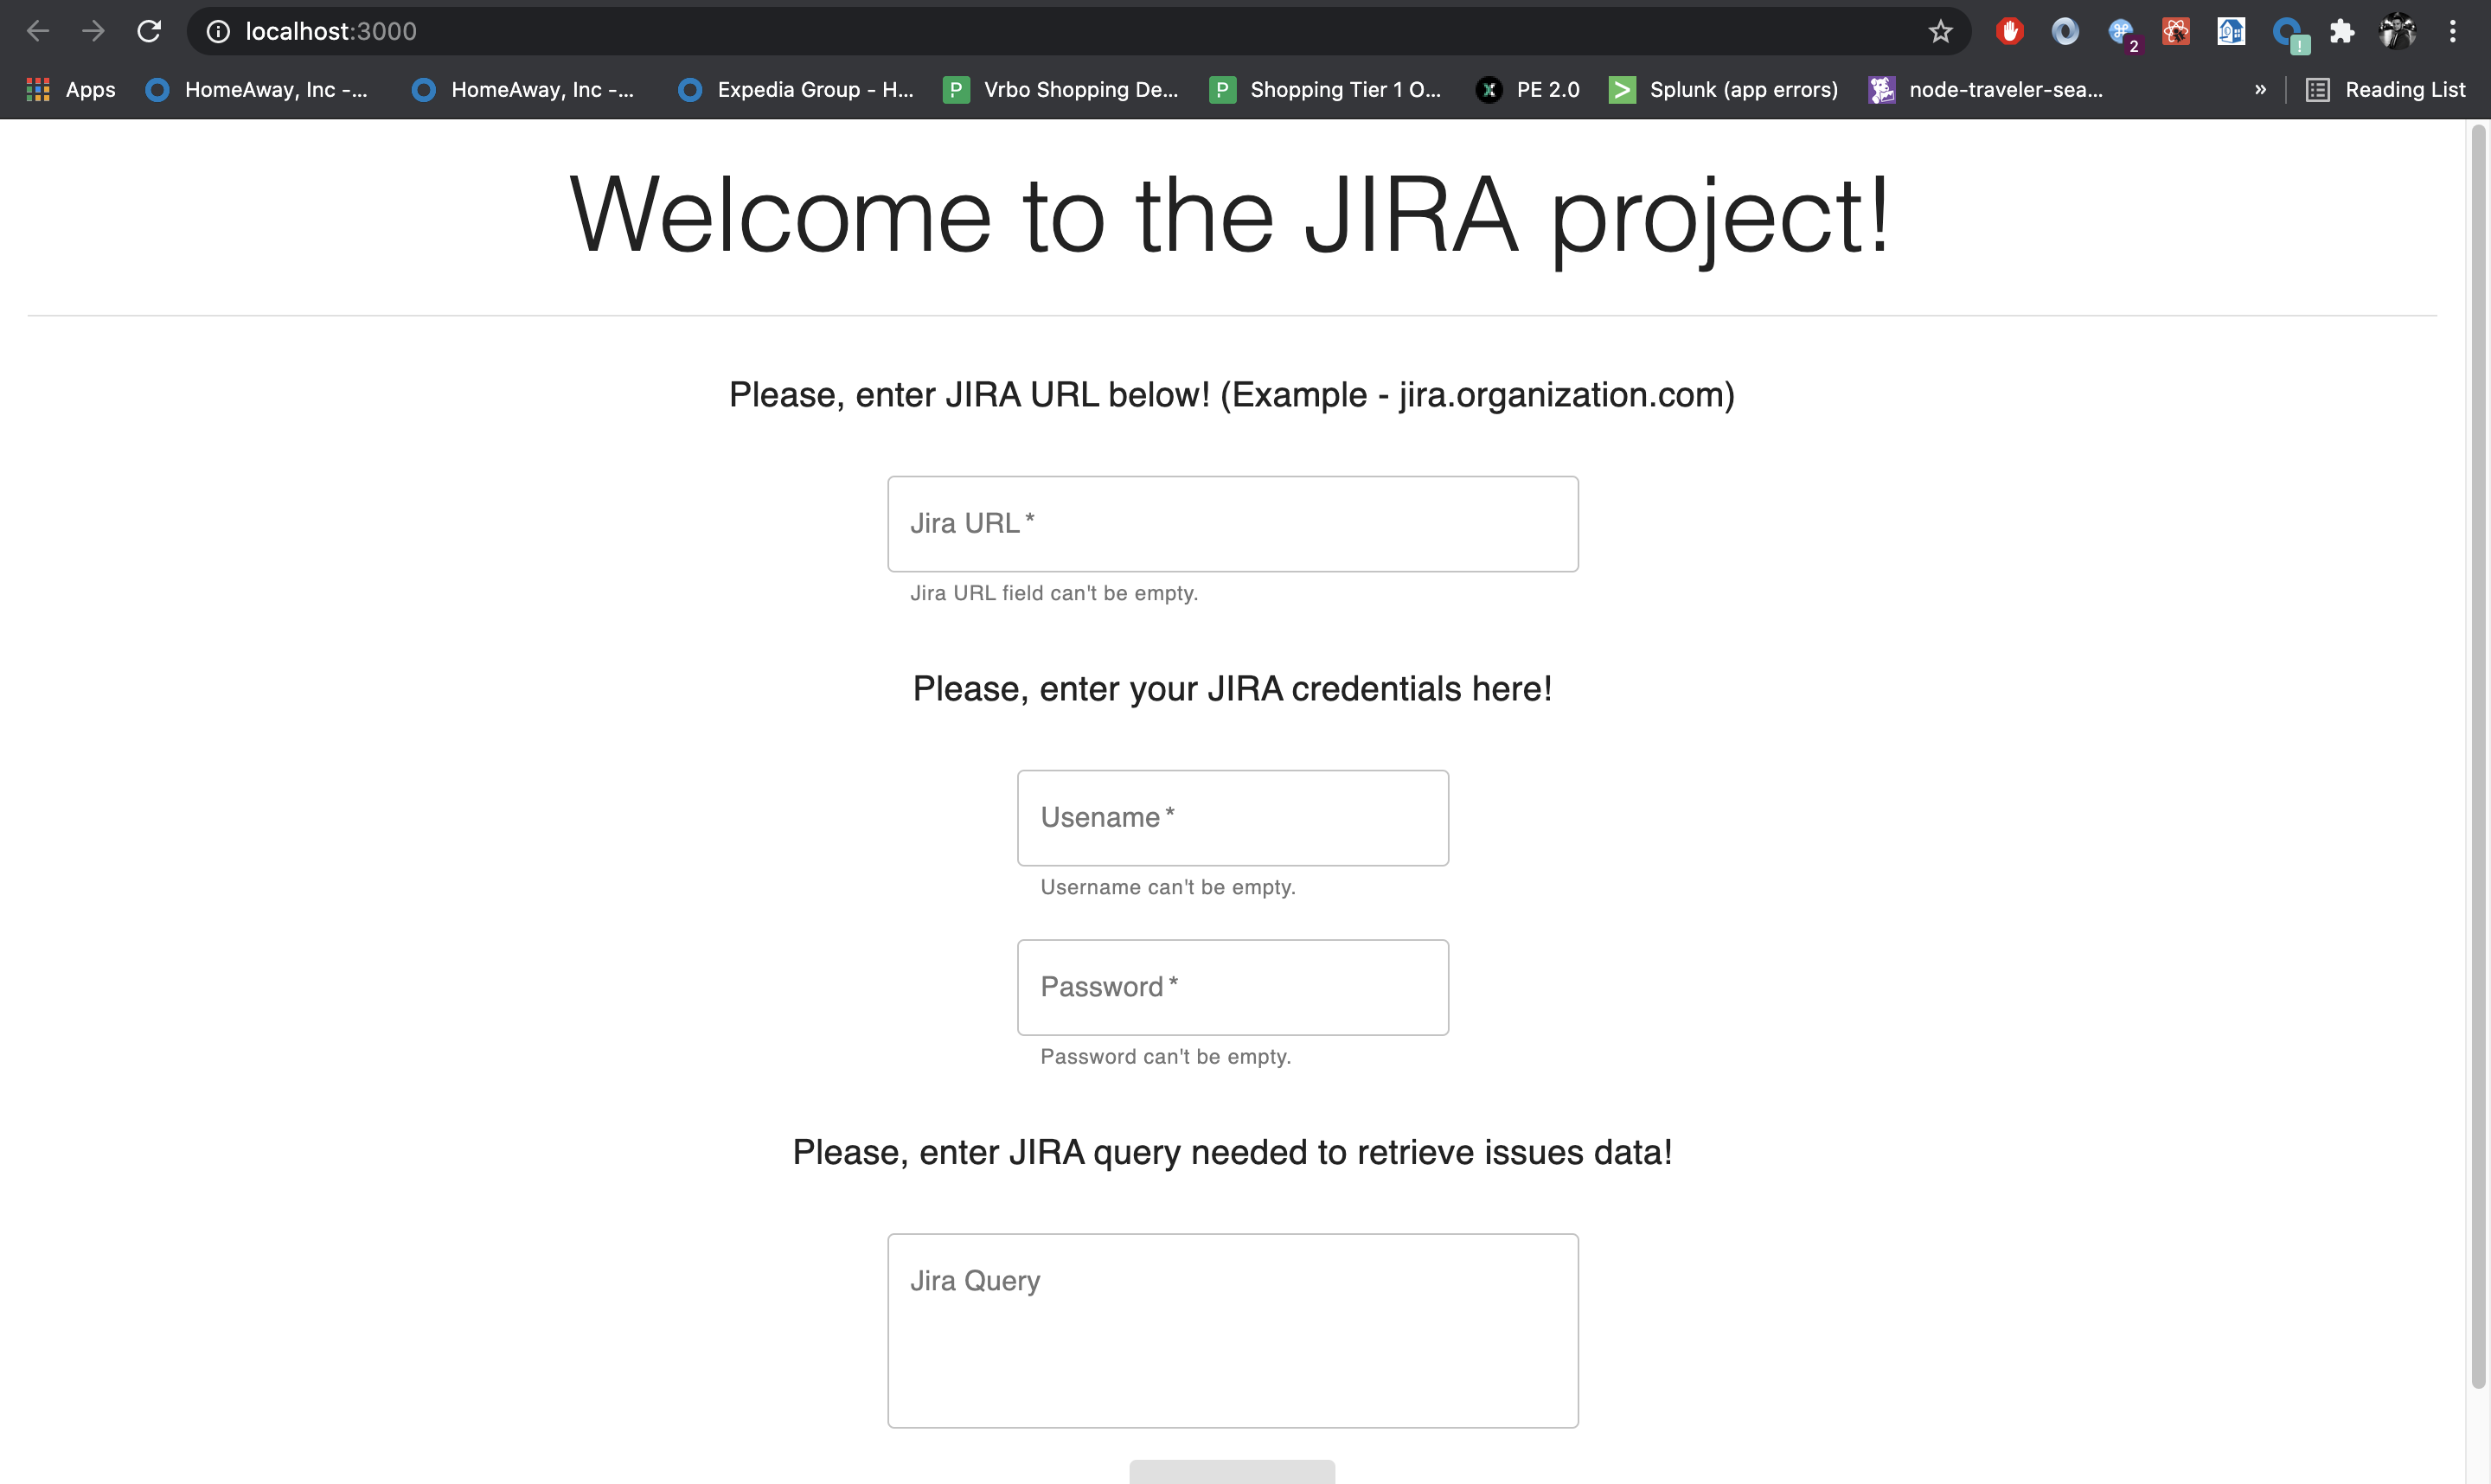 localhost:3000
2
!
Apps
HomeAway, Inc -...
HomeAway, Inc -...
Expedia Group - H...
P
Vrbo Shopping De...
P
Shopping Tier 1 O...
PE 2.0
Splunk (app errors)
node-traveler-sea...
»
Reading List
Welcome to the JIRA project!
Please, enter JIRA URL below! (Example - jira.organization.com)
Jira URL *
Jira URL field can't be empty.
Please, enter your JIRA credentials here!
Usename *
Username can't be empty.
Password *
Password can't be empty.
Please, enter JIRA query needed to retrieve issues data!
Jira Query